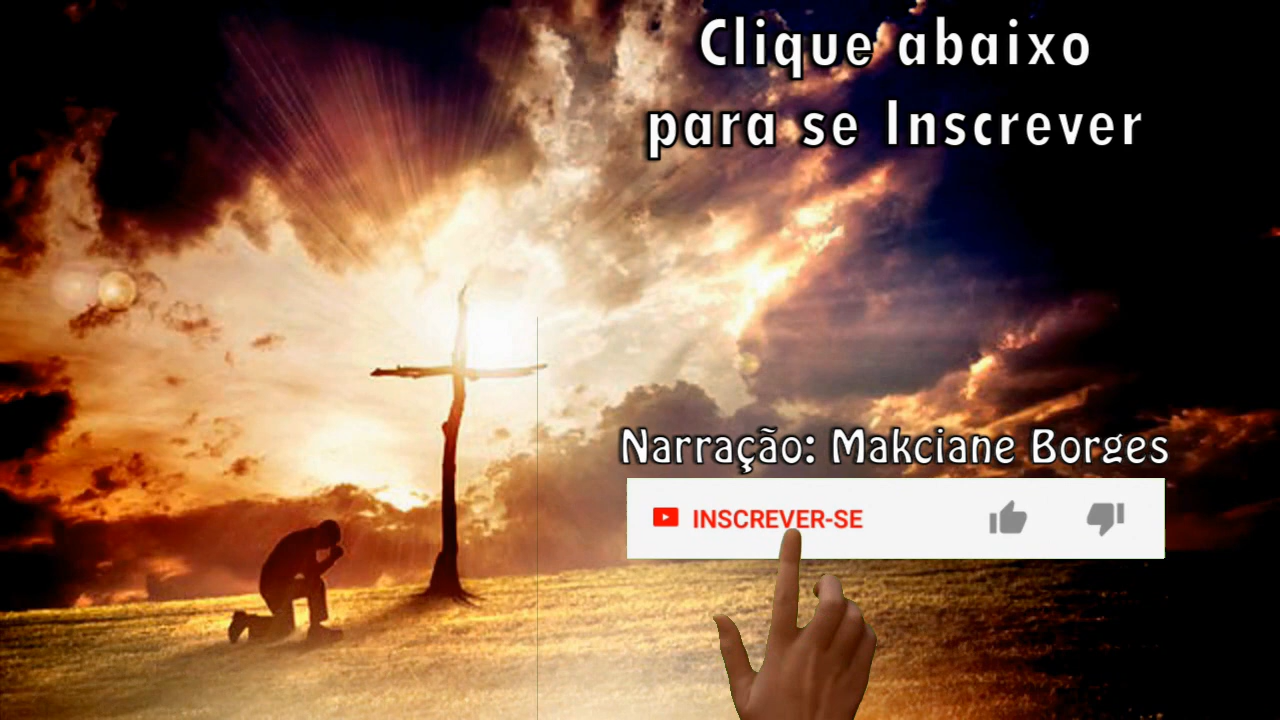 Clique abaixo
para se Inscrever
Narração: Makciane Borges
INSCREVER-SE